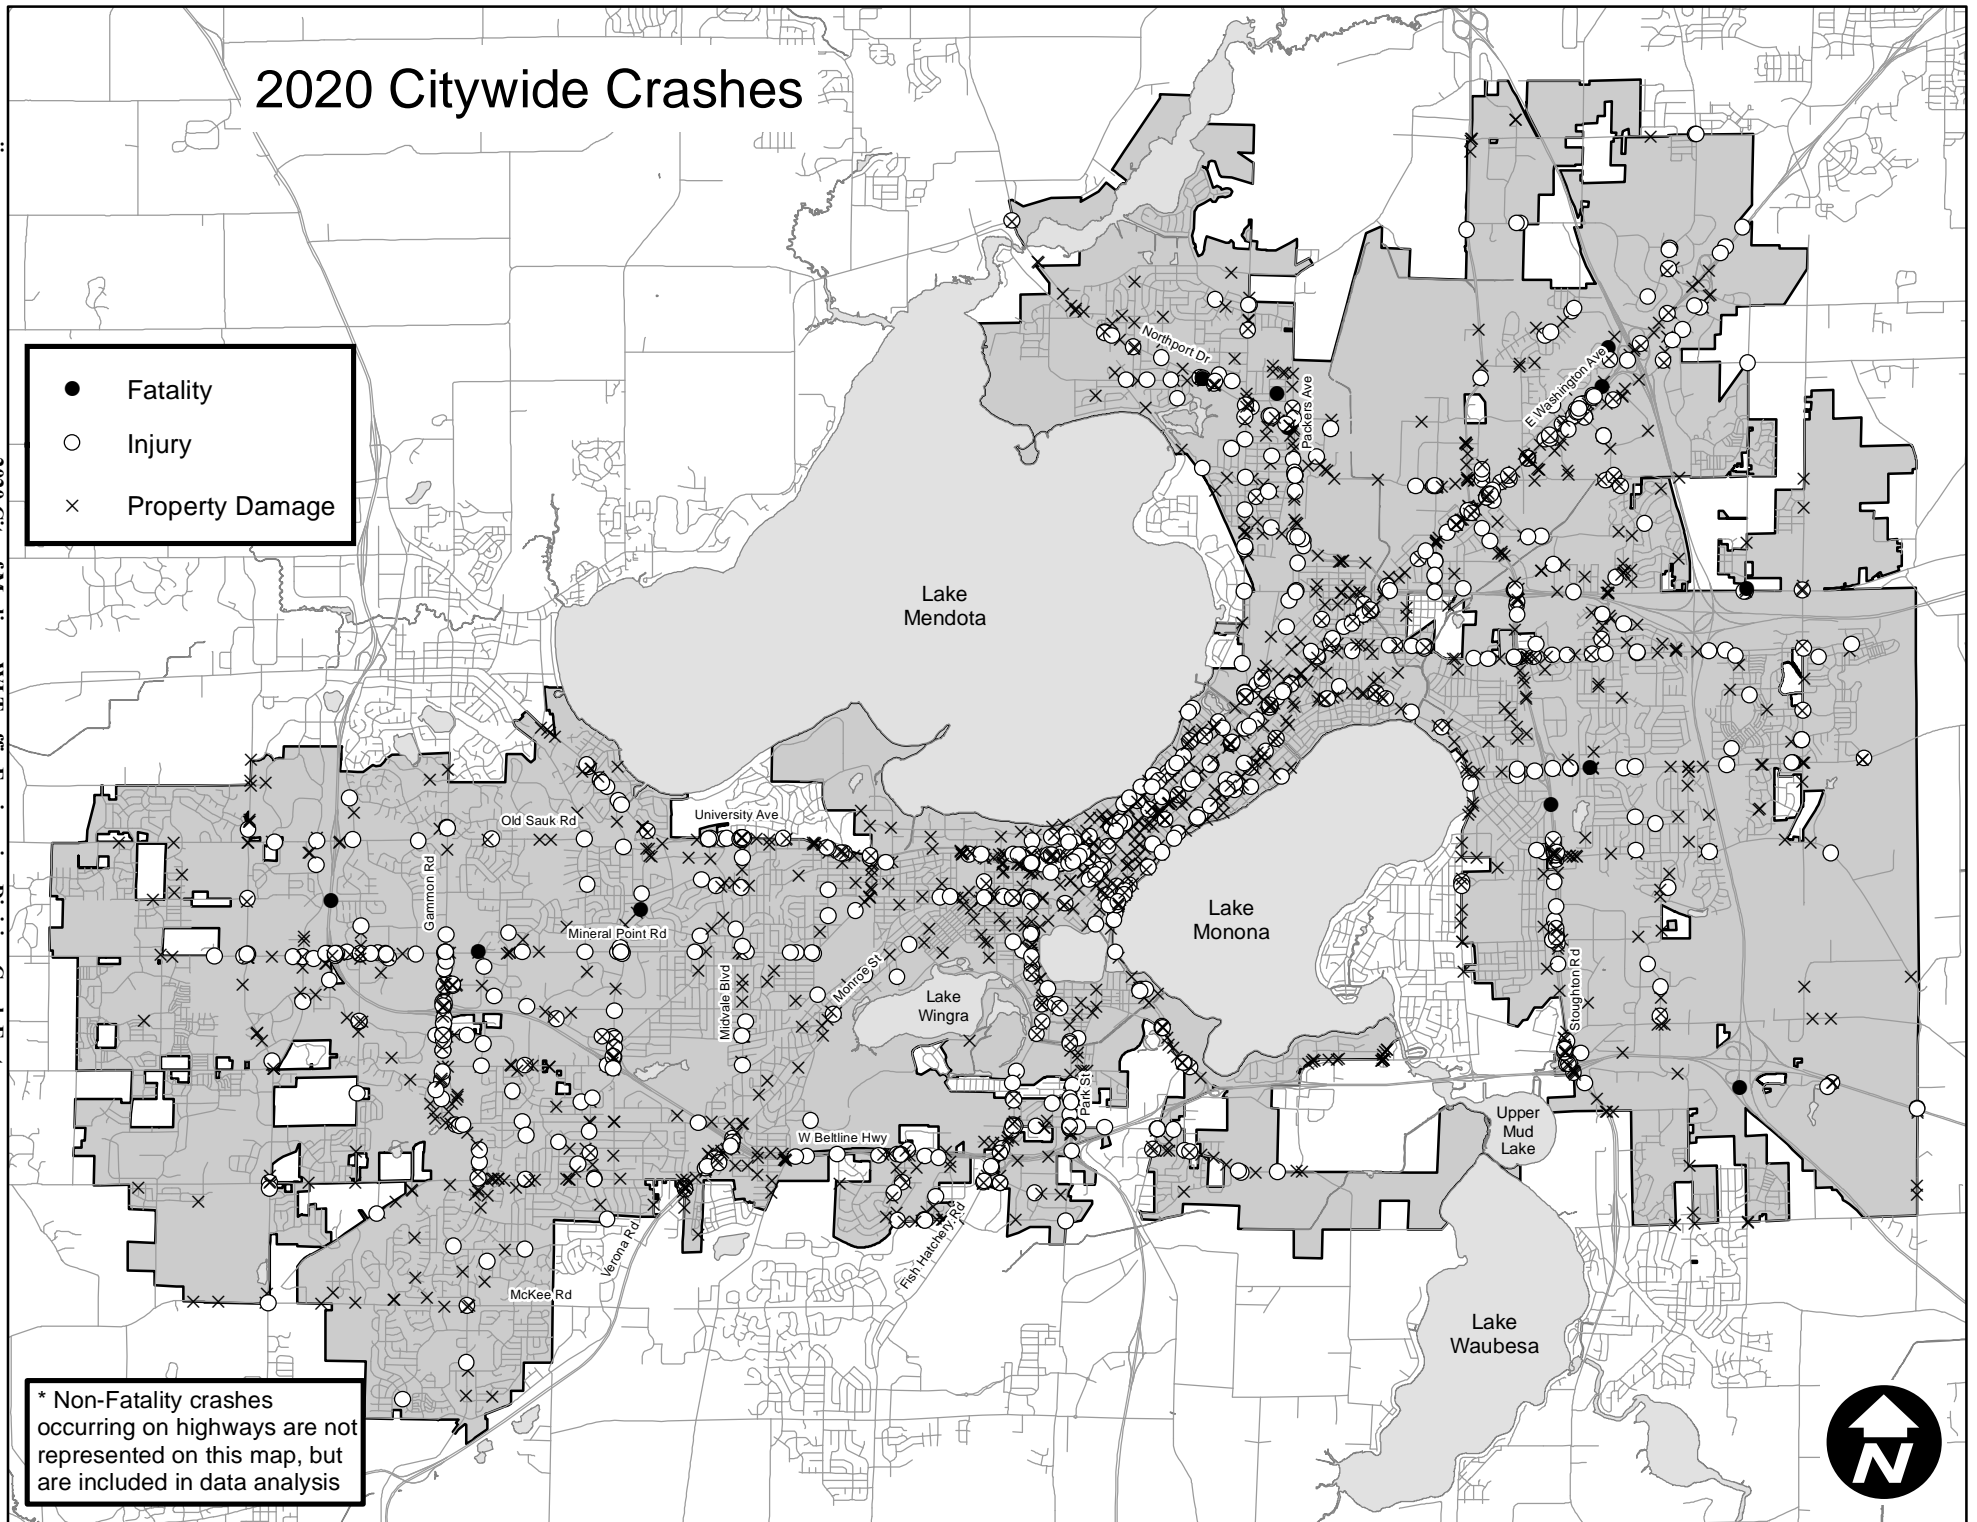 2020 Citywide Crashes
Fatality
Injury
Property Damage
Northport Dr
Packers Ave
E Washington Ave
Lake
Mendota
Old Sauk Rd
University Ave
Gammon Rd
Mineral Point Rd
Midvale Blvd
Monroe St
Lake
Wingra
Lake
Monona
Stoughton Rd
Park St
W Beltline Hwy
Upper
Mud
Lake
Verona Rd
Fish Hatchery Rd
McKee Rd
Lake
Waubesa
* Non-Fatality crashes
occurring on highways are not
represented on this map, but
are included in data analysis
N